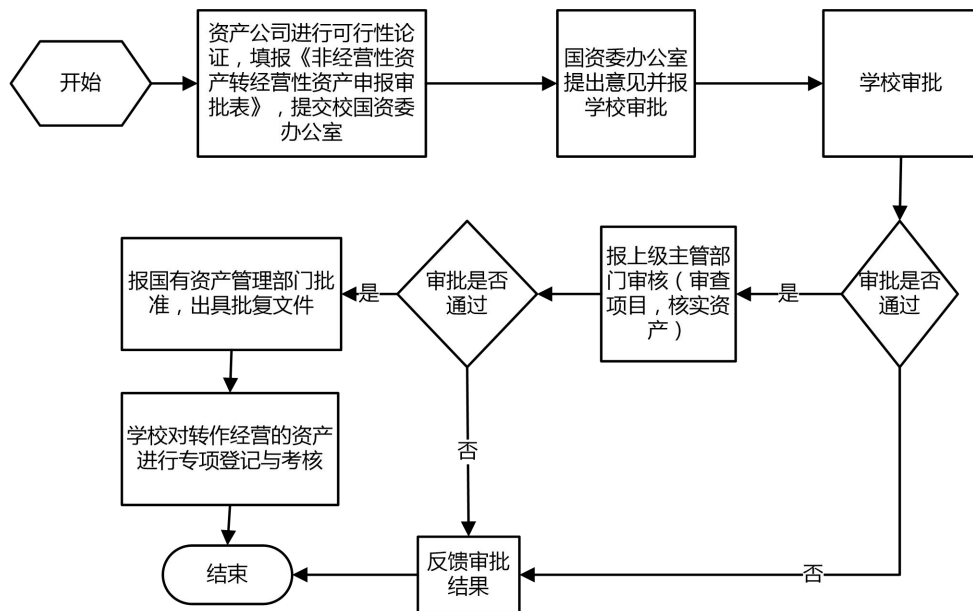 开始
资产公司进行可行性论
证，填报《非经营性资
产转经营性资产申报审
批表》，提交校国资委
办公室
国资委办公室
提出意见并报
学校审批
学校审批
报国有资产管理部门批
准，出具批复文件
是
审批是否
通过
报上级主管部
门审核（审查
项目，核实资
产）
是
审批是否
通过
学校对转作经营的资产
进行专项登记与考核
否
结束
反馈审批
结果
否